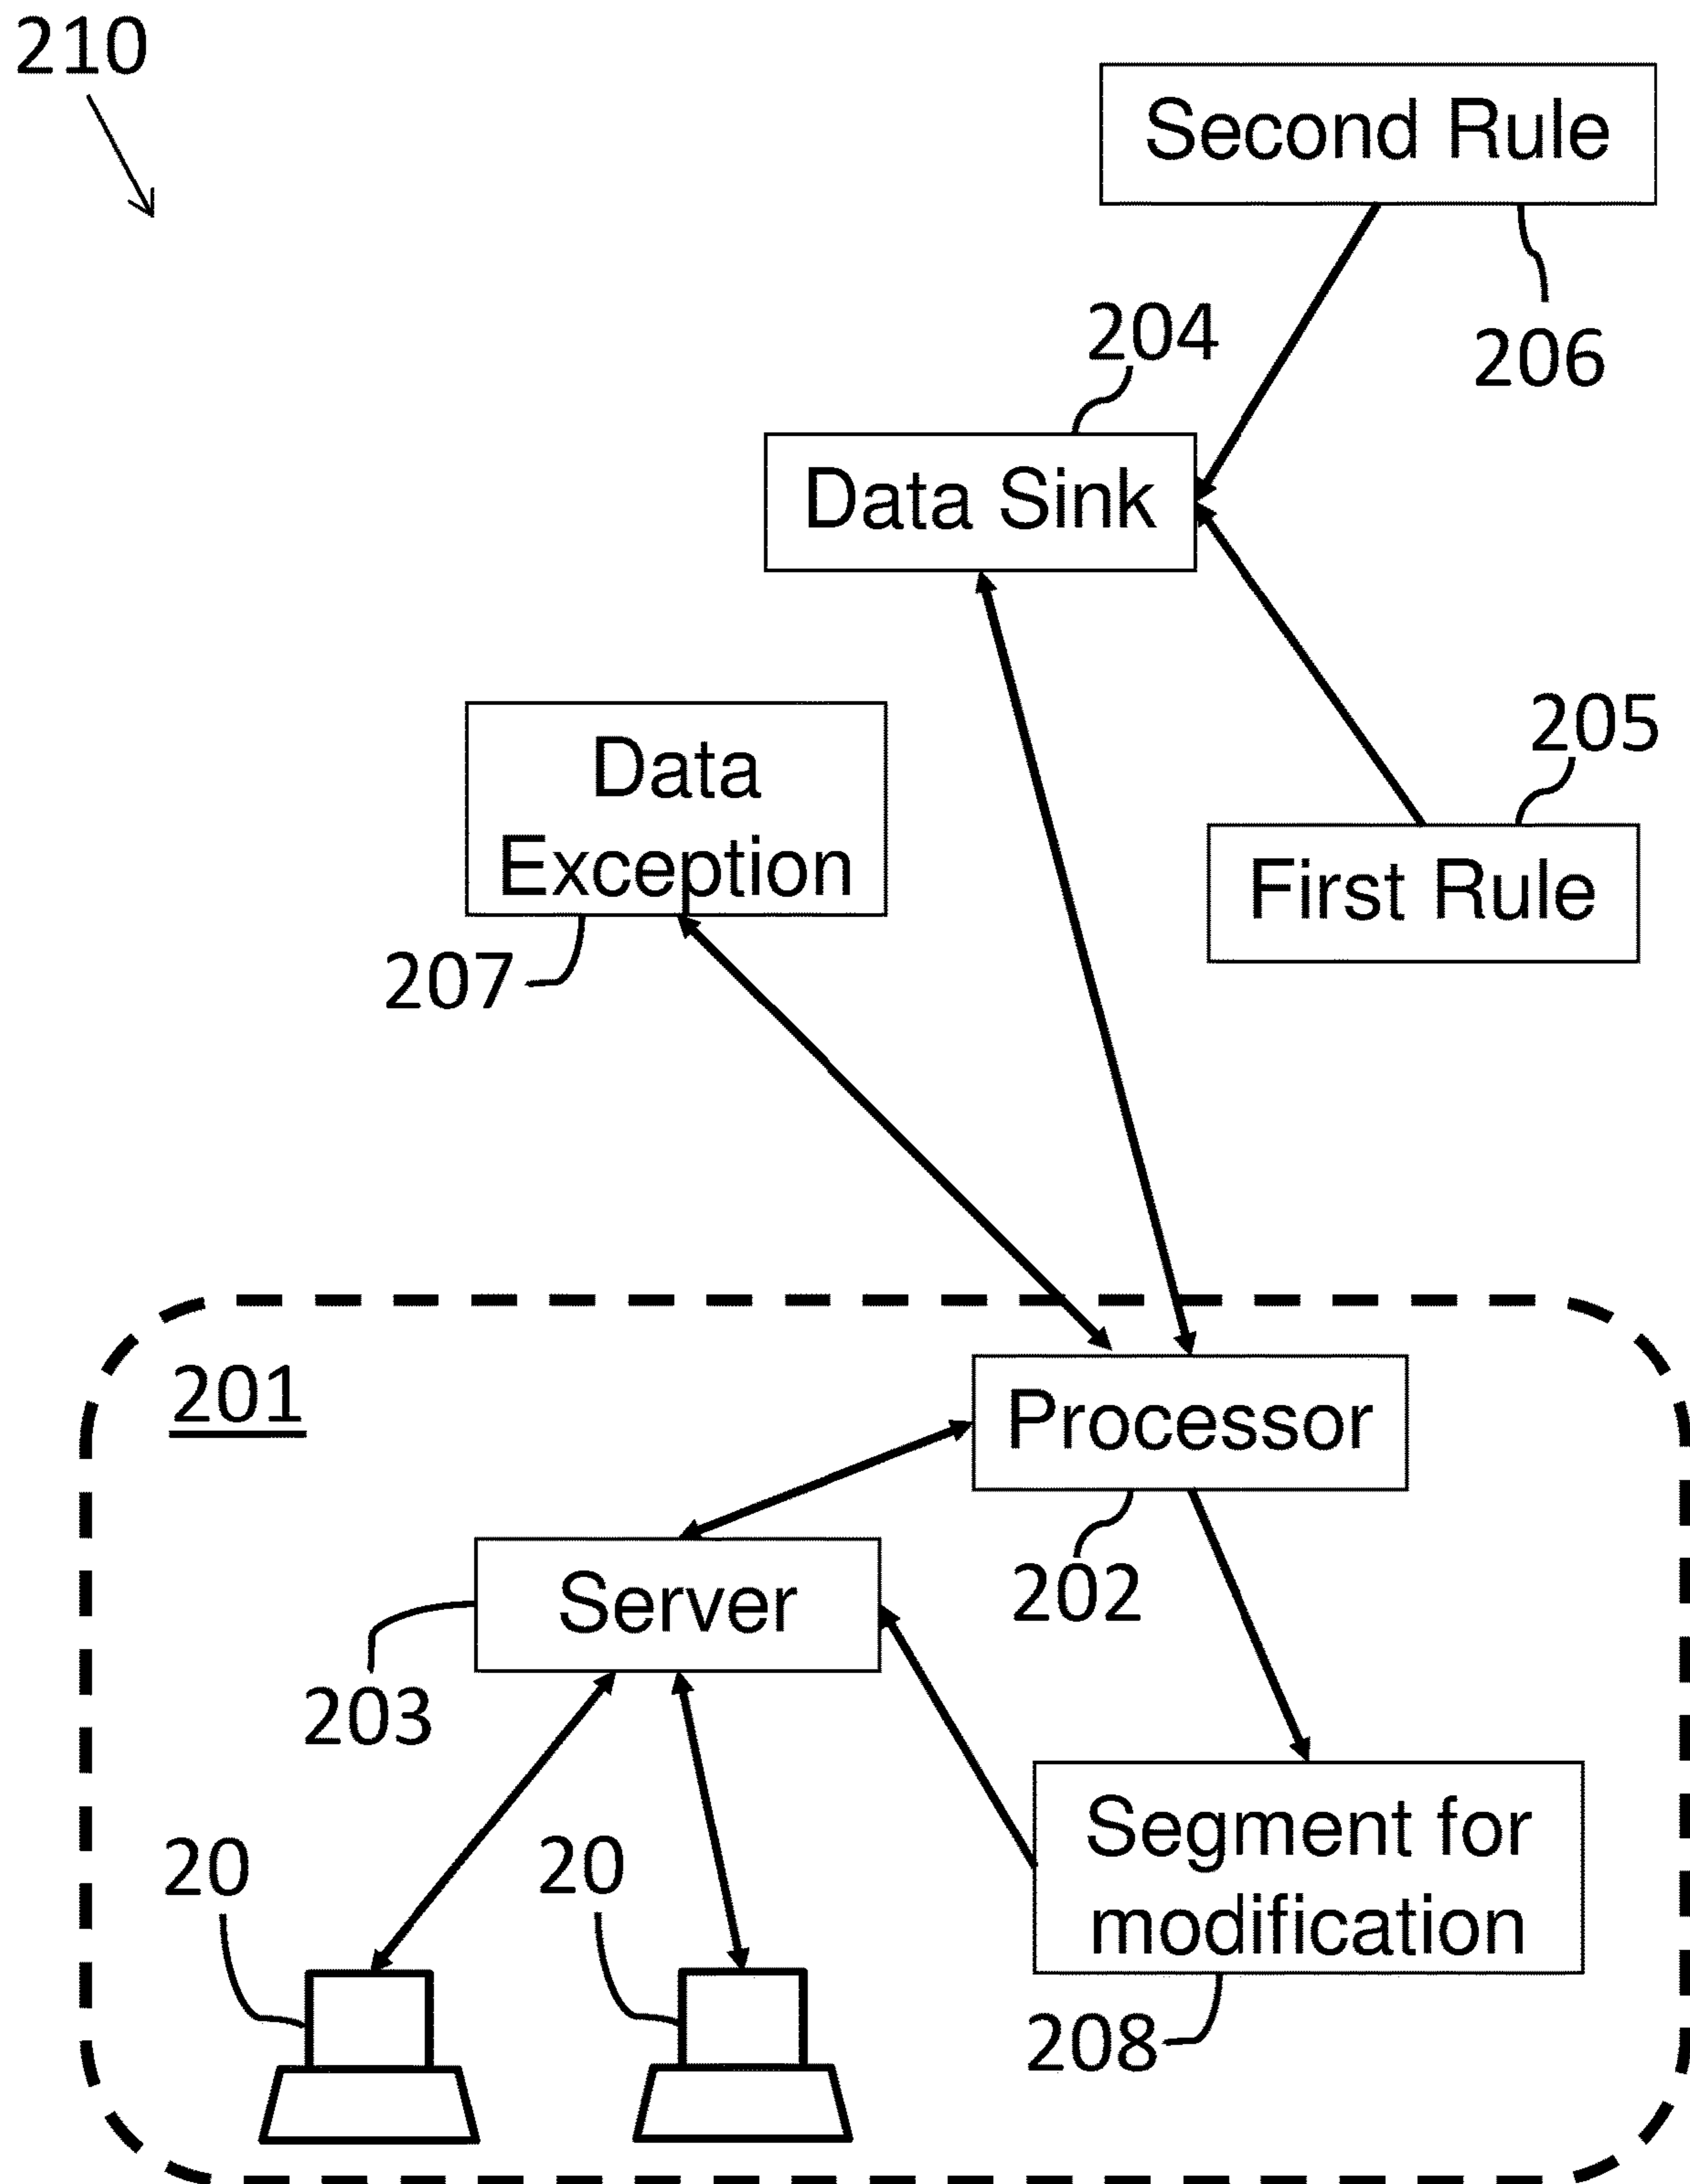 210
Second Rule
206
204
Data Sink
205
Data
Exception
First Rule
207
201
Processor
202
Server
203
Segment for
modification
20
20
208